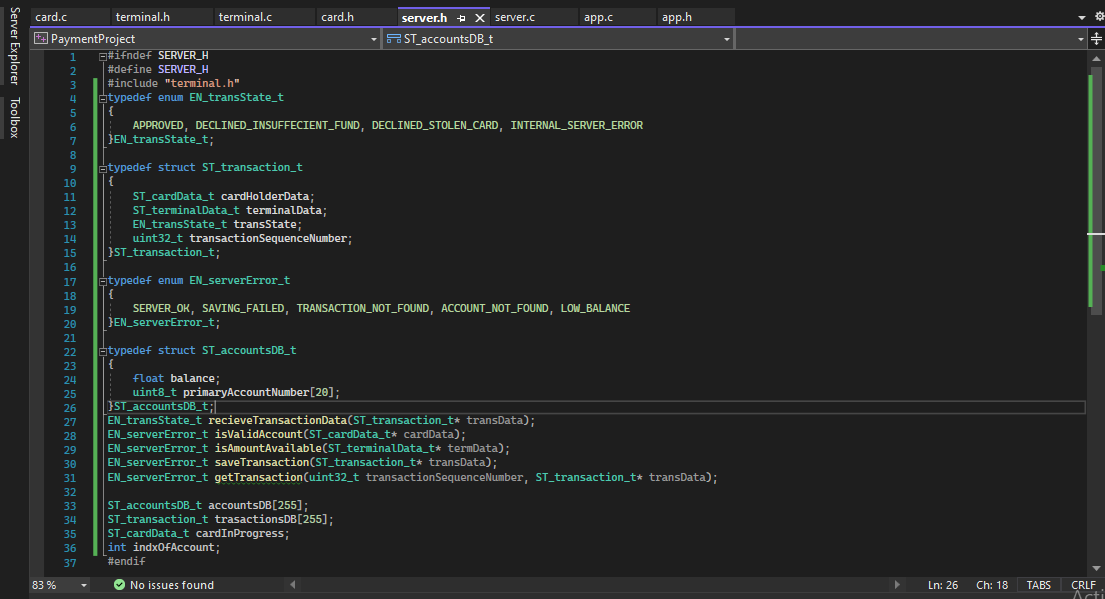 Server Explorer
Toolbox
card.c terminal.h terminal.c card.h server.h server.c app.c app.h
PaymentProject ST_accountsDB_t
1 #ifndef SERVER_H
2 #define SERVER_H
3 #include "terminal.h"
4 typedef enum EN_transState_t
5 {
6 APPROVED, DECLINED_INSUFFECIENT_FUND, DECLINED_STOLEN_CARD, INTERNAL_SERVER_ERROR
7 }EN_transState_t;
8
9 typedef struct ST_transaction_t
10 {
11 ST_cardData_t cardHolderData;
12 ST_terminalData_t terminalData;
13 EN_transState_t transState;
14 uint32_t transactionSequenceNumber;
15 }ST_transaction_t;
16
17 typedef enum EN_serverError_t
18 {
19 SERVER_OK, SAVING_FAILED, TRANSACTION_NOT_FOUND, ACCOUNT_NOT_FOUND, LOW_BALANCE
20 }EN_serverError_t;
21
22 typedef struct ST_accountsDB_t
23 {
24 float balance;
25 uint8_t primaryAccountNumber[20];
26 }ST_accountsDB_t;
27 EN_transState_t recieveTransactionData(ST_transaction_t* transData);
28 EN_serverError_t isValidAccount(ST_cardData_t* cardData);
29 EN_serverError_t isAmountAvailable(ST_terminalData_t* termData);
30 EN_serverError_t saveTransaction(ST_transaction_t* transData);
31 EN_serverError_t getTransaction(uint32_t transactionSequenceNumber, ST_transaction_t* transData);
32
33 ST_accountsDB_t accountsDB[255];
34 ST_transaction_t trasactionsDB[255];
35 ST_cardData_t cardInProgress;
36 int indxOfAccount;
37 #endif
83 % No issues found Ln: 26 Ch: 18 TABS CRLF